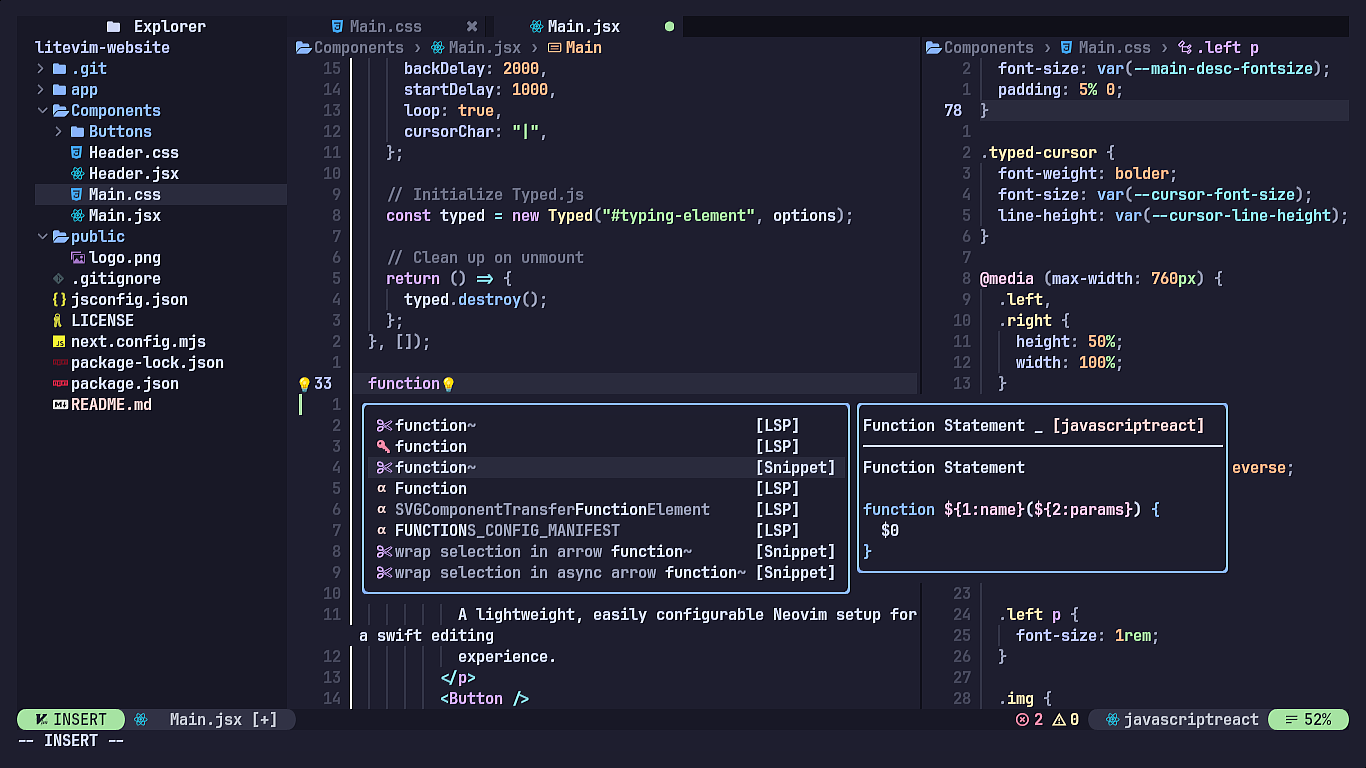 Explorer
litevim-website
.git
app
Components
Buttons
Header.css
Header.jsx
Main.css
Main.jsx
public
logo.png
.gitignore
jsconfig.json
LICENSE
next.config.mjs
package-lock.json
package.json
README.md
Main.css
Main.jsx
Components › Main.jsx › Main
15 backDelay: 2000,
14 startDelay: 1000,
13 loop: true,
12 cursorChar: "|",
11 };
10
9 // Initialize Typed.js
8 const typed = new Typed("#typing-element", options);
7
6 // Clean up on unmount
5 return () => {
4 typed.destroy();
3 };
2 }, []);
1
33 function
1
2
3
4
5
6
7
8
9
10
11 A lightweight, easily configurable Neovim setup for
a swift editing
12 experience.
13 </p>
14 <Button />
function~ [LSP]
function [LSP]
function~ [Snippet]
Function [LSP]
SVGComponentTransferFunctionElement [LSP]
FUNCTIONS_CONFIG_MANIFEST [LSP]
wrap selection in arrow function~ [Snippet]
wrap selection in async arrow function~ [Snippet]
Function Statement _ [javascriptreact]
Function Statement
function ${1:name}(${2:params}) {
$0
}
Components › Main.css › .left p
2 font-size: var(--main-desc-fontsize);
1 padding: 5% 0;
78 }
1
2 .typed-cursor {
3 font-weight: bolder;
4 font-size: var(--cursor-font-size);
5 line-height: var(--cursor-line-height);
6 }
7
8 @media (max-width: 760px) {
9 .left,
10 .right {
11 height: 50%;
12 width: 100%;
13 }
everse;
23
24 .left p {
25 font-size: 1rem;
26 }
27
28 .img {
INSERT Main.jsx [+] 2 0 javascriptreact 52%
-- INSERT --